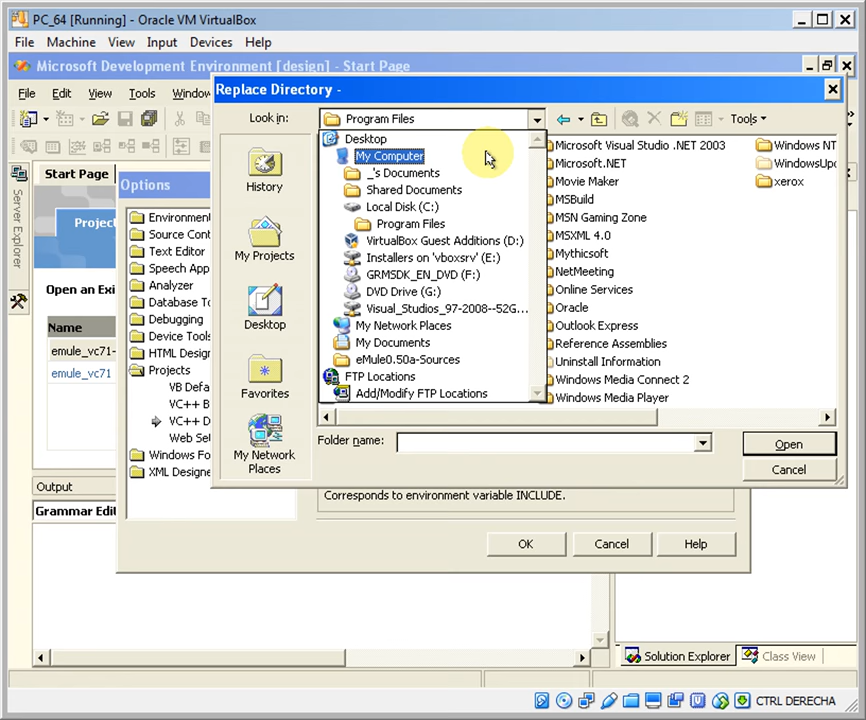 PC_64 [Running] - Oracle VM VirtualBox
File Machine View Input Devices Help
Microsoft Development Environment [design] - Start Page
File Edit View Tools Window
Replace Directory -
Look in: Program Files
Tools
Desktop
My Computer
_'s Documents
Shared Documents
Local Disk (C:)
Program Files
VirtualBox Guest Additions (D:)
Installers on 'vboxsrv' (E:)
GRMSDK_EN_DVD (F:)
DVD Drive (G:)
Visual_Studios_97-2008--52G...
My Network Places
My Documents
eMule0.50a-Sources
FTP Locations
Add/Modify FTP Locations
Microsoft Visual Studio .NET 2003
Microsoft.NET
Movie Maker
MSBuild
MSN Gaming Zone
MSXML 4.0
Mythicsoft
NetMeeting
Online Services
Oracle
Outlook Express
Reference Assemblies
Uninstall Information
Windows Media Connect 2
Windows Media Player
Windows NT
WindowsUpd
xerox
History
My Projects
Desktop
Favorites
My Network
Places
Folder name:
Open
Cancel
Server Explorer
Start Page
Project
Open an Exi
Name
emule_vc71-
emule_vc71
Options
Environment
Source Cont
Text Editor
Speech App
Analyzer
Database To
Debugging
Device Tools
HTML Design
Projects
VB Defa
VC++ B
VC++ D
Web Set
Windows Fo
XML Designe
Corresponds to environment variable INCLUDE.
OK Cancel Help
Output
Grammar Edit
Solution Explorer Class View
CTRL DERECHA